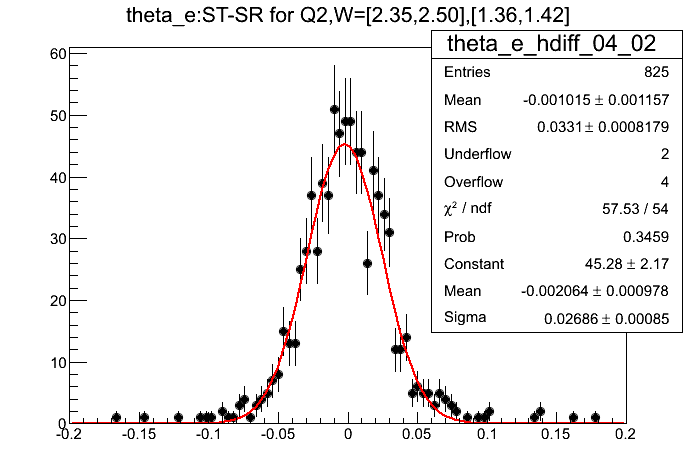 theta_e:ST-SR for Q2,W=[2.35,2.50],[1.36,1.42]
theta_e_hdiff_04_02
Entries 825
Mean -0.001015 ± 0.001157
RMS 0.0331 ± 0.0008179
Underflow 2
Overflow 4
χ² / ndf 57.53 / 54
Prob 0.3459
Constant 45.28 ± 2.17
Mean -0.002064 ± 0.000978
Sigma 0.02686 ± 0.00085
60
50
40
30
20
10
0
-0.2 -0.15 -0.1 -0.05 0 0.05 0.1 0.15 0.2